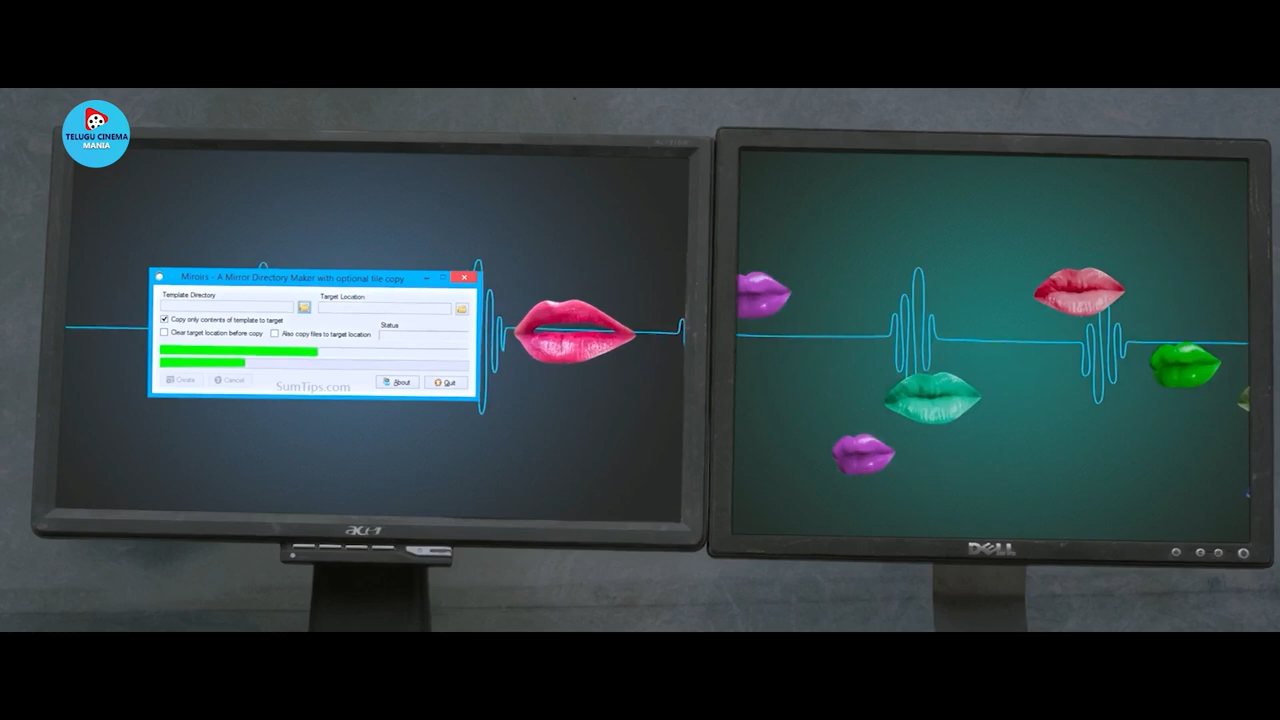 TELUGU CINEMA
MANIA
Miroirs - A Mirror Directory Maker with optional file copy
Template Directory
Target Location
Copy only contents of template to target
Clear target location before copy
Also copy files to target location
Status
Create
Cancel
SumTips.com
About
Quit
acer
DELL